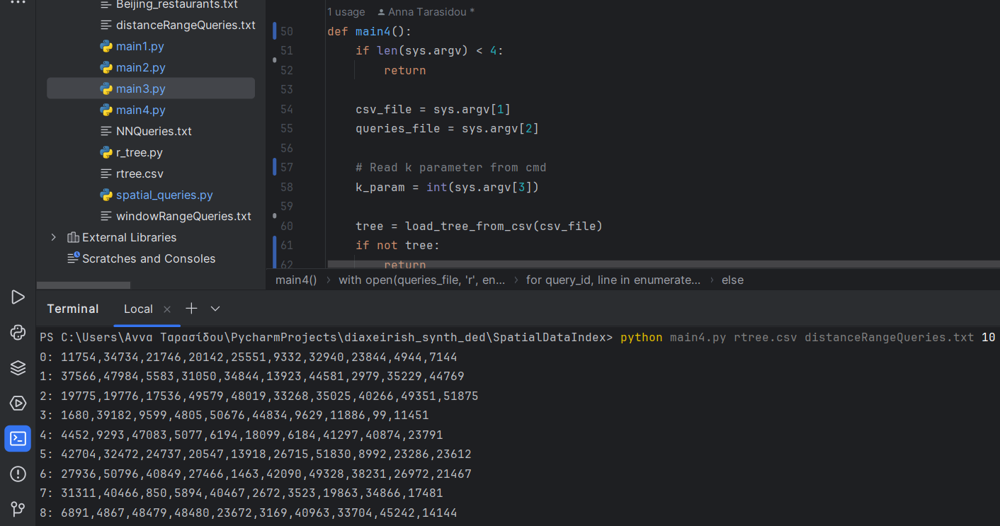 Beijing_restaurants.txt
distanceRangeQueries.txt
main1.py
main2.py
main3.py
main4.py
NNQueries.txt
r_tree.py
rtree.csv
spatial_queries.py
windowRangeQueries.txt
External Libraries
Scratches and Consoles
1 usage Anna Tarasidou *
50 def main4():
51 if len(sys.argv) < 4:
52 return
53
54 csv_file = sys.argv[1]
55 queries_file = sys.argv[2]
56
57 # Read k parameter from cmd
58 k_param = int(sys.argv[3])
59
60 tree = load_tree_from_csv(csv_file)
61 if not tree:
62 return
main4() > with open(queries_file, 'r', en... > for query_id, line in enumerate... > else
Terminal Local
PS C:\Users\Αννα Ταρασίδου\PycharmProjects\diaxeirish_synth_ded\SpatialDataIndex> python main4.py rtree.csv distanceRangeQueries.txt 10
0: 11754,34734,21746,20142,25551,9332,32940,23844,4944,7144
1: 37566,47984,5583,31050,34844,13923,44581,2979,35229,44769
2: 19775,19776,17536,49579,48019,33268,35025,40266,49351,51875
3: 1680,39182,9599,4805,50676,44834,9629,11886,99,11451
4: 4452,9293,47083,5077,6194,18099,6184,41297,40874,23791
5: 42704,32472,24737,20547,13918,26715,51830,8992,23286,23612
6: 27936,50796,40849,27466,1463,42090,49328,38231,26972,21467
7: 31311,40466,850,5894,40467,2672,3523,19863,34866,17481
8: 6891,4867,48479,48480,23672,3169,40963,33704,45242,14144